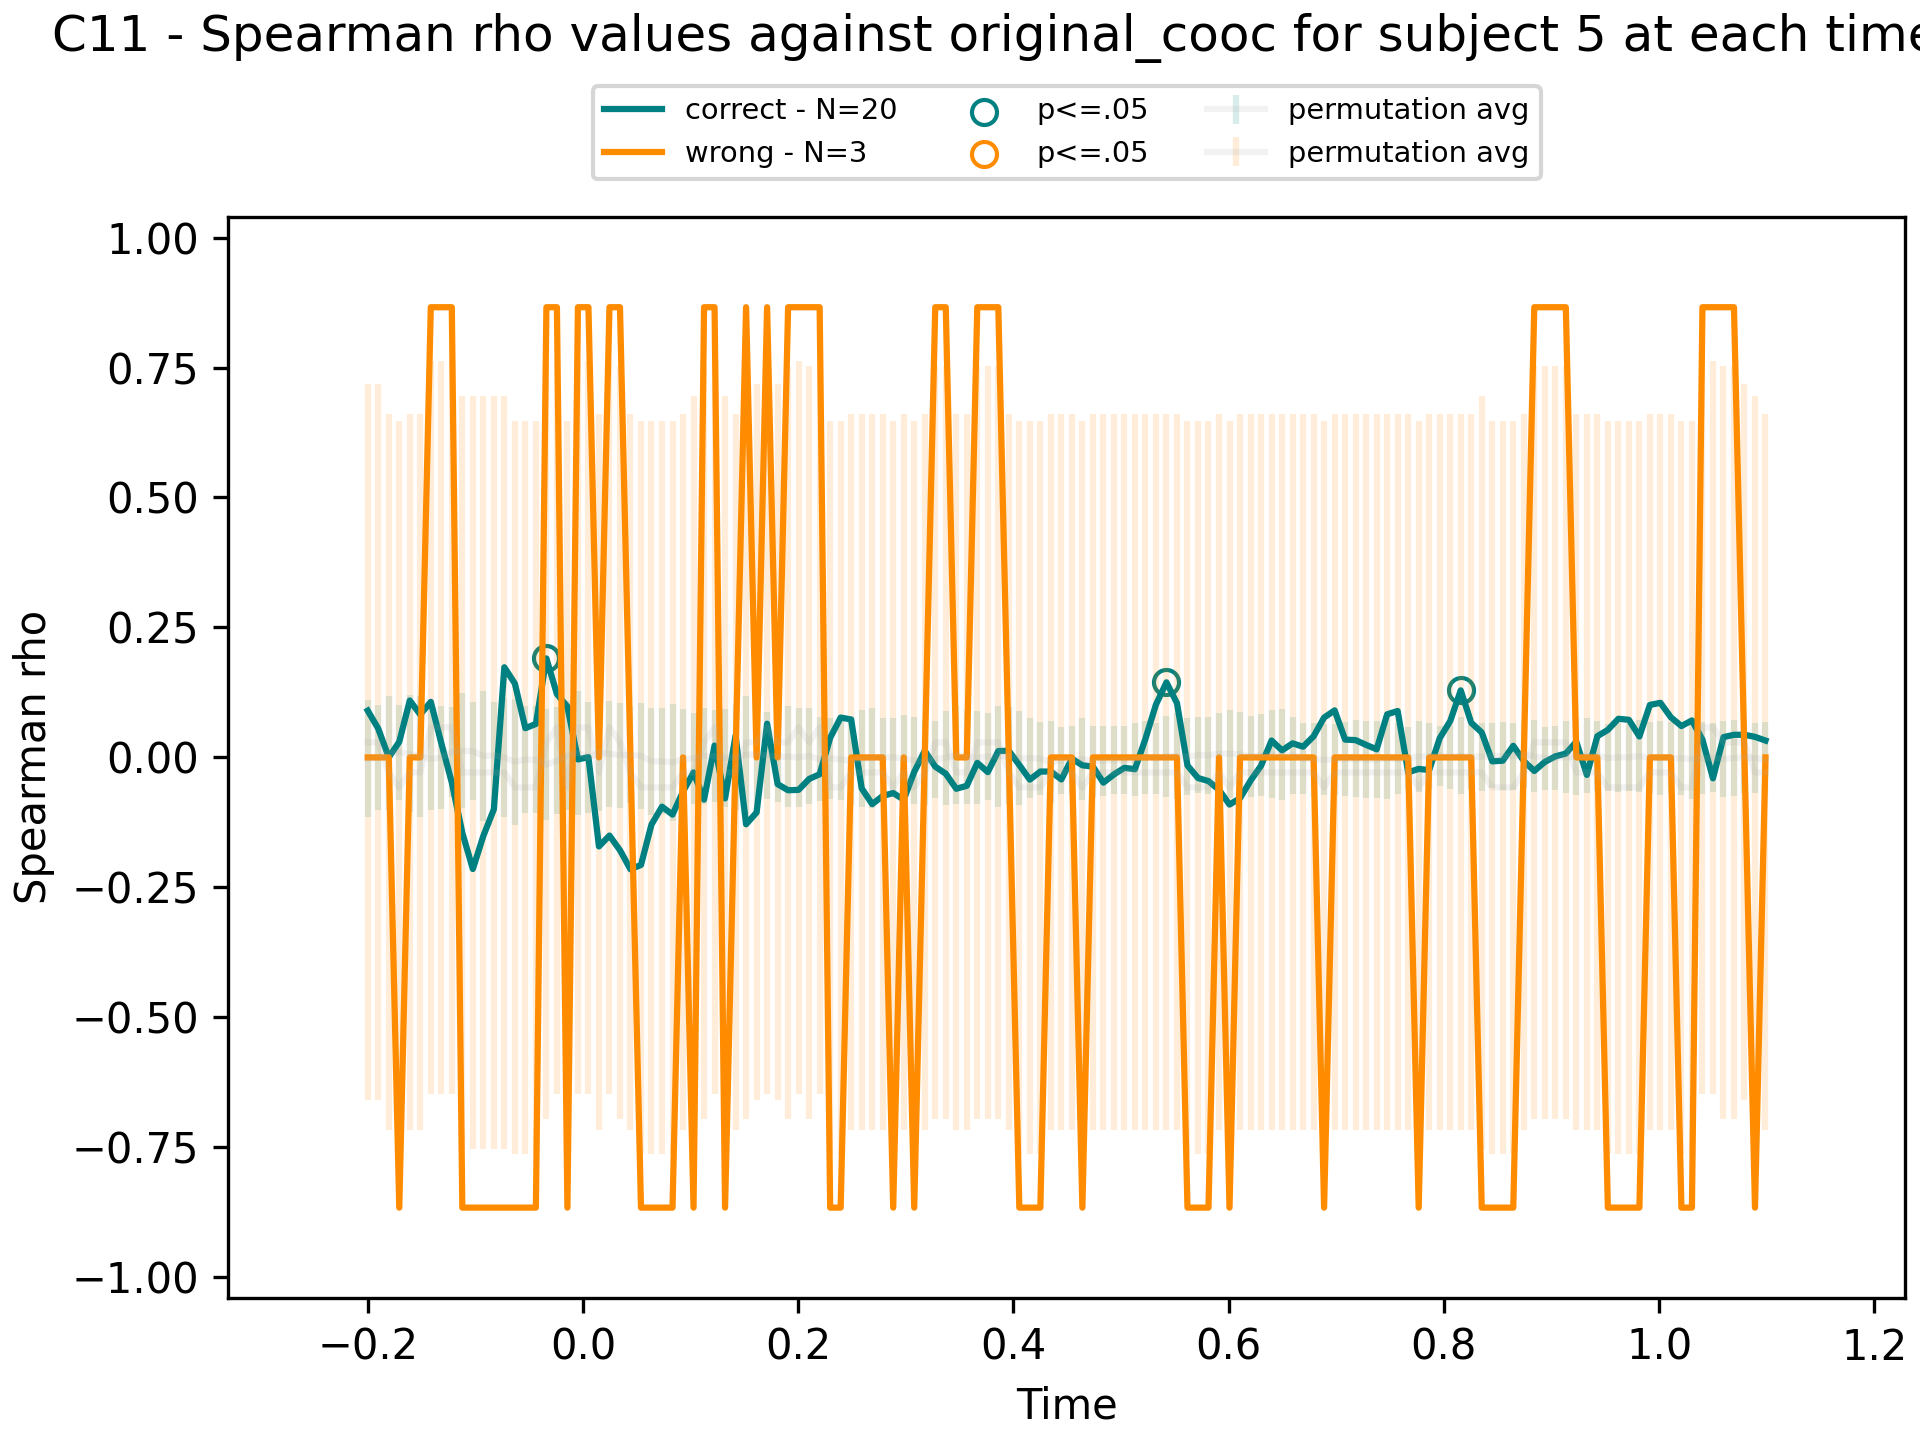 C11 - Spearman rho values against original_cooc for subject 5 at each time
correct - N=20 p<=.05 permutation avg
wrong - N=3 p<=.05 permutation avg
1.00
0.75
0.50
0.25
0.00
−0.25
−0.50
−0.75
−1.00
Spearman rho
−0.2 0.0 0.2 0.4 0.6 0.8 1.0 1.2
Time